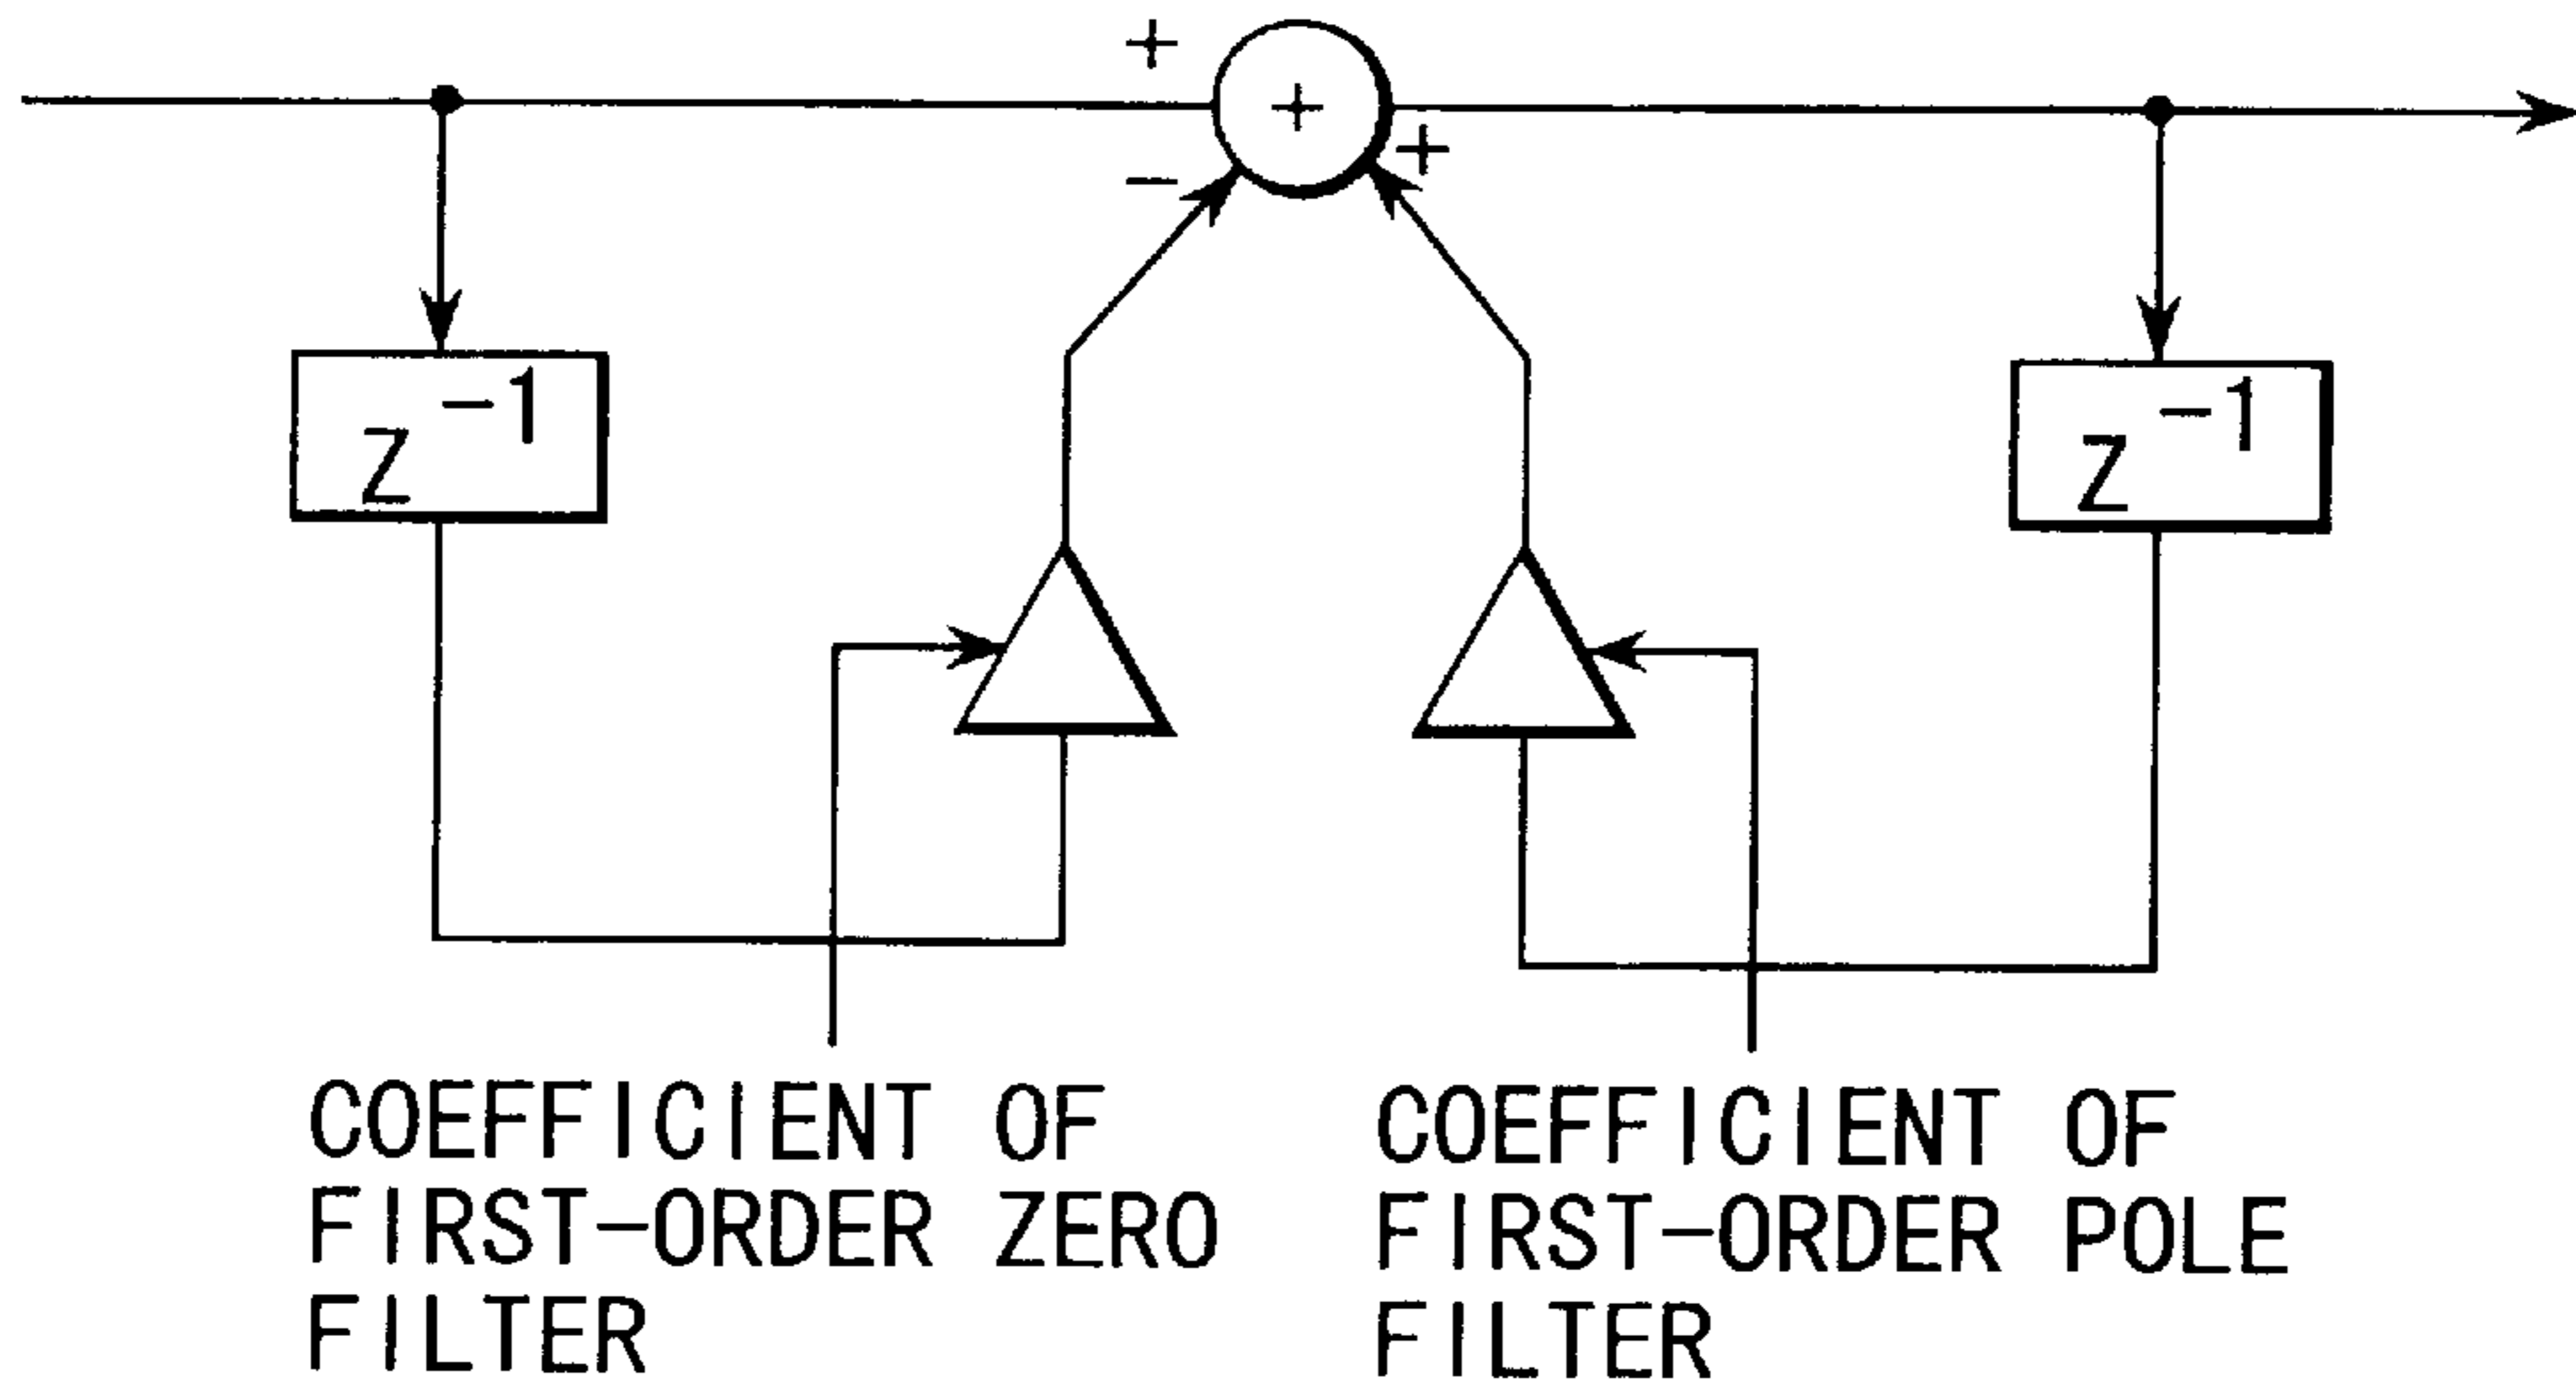 +
+
-
+
z^-1
z^-1
COEFFICIENT OF
FIRST-ORDER ZERO
FILTER
COEFFICIENT OF
FIRST-ORDER POLE
FILTER